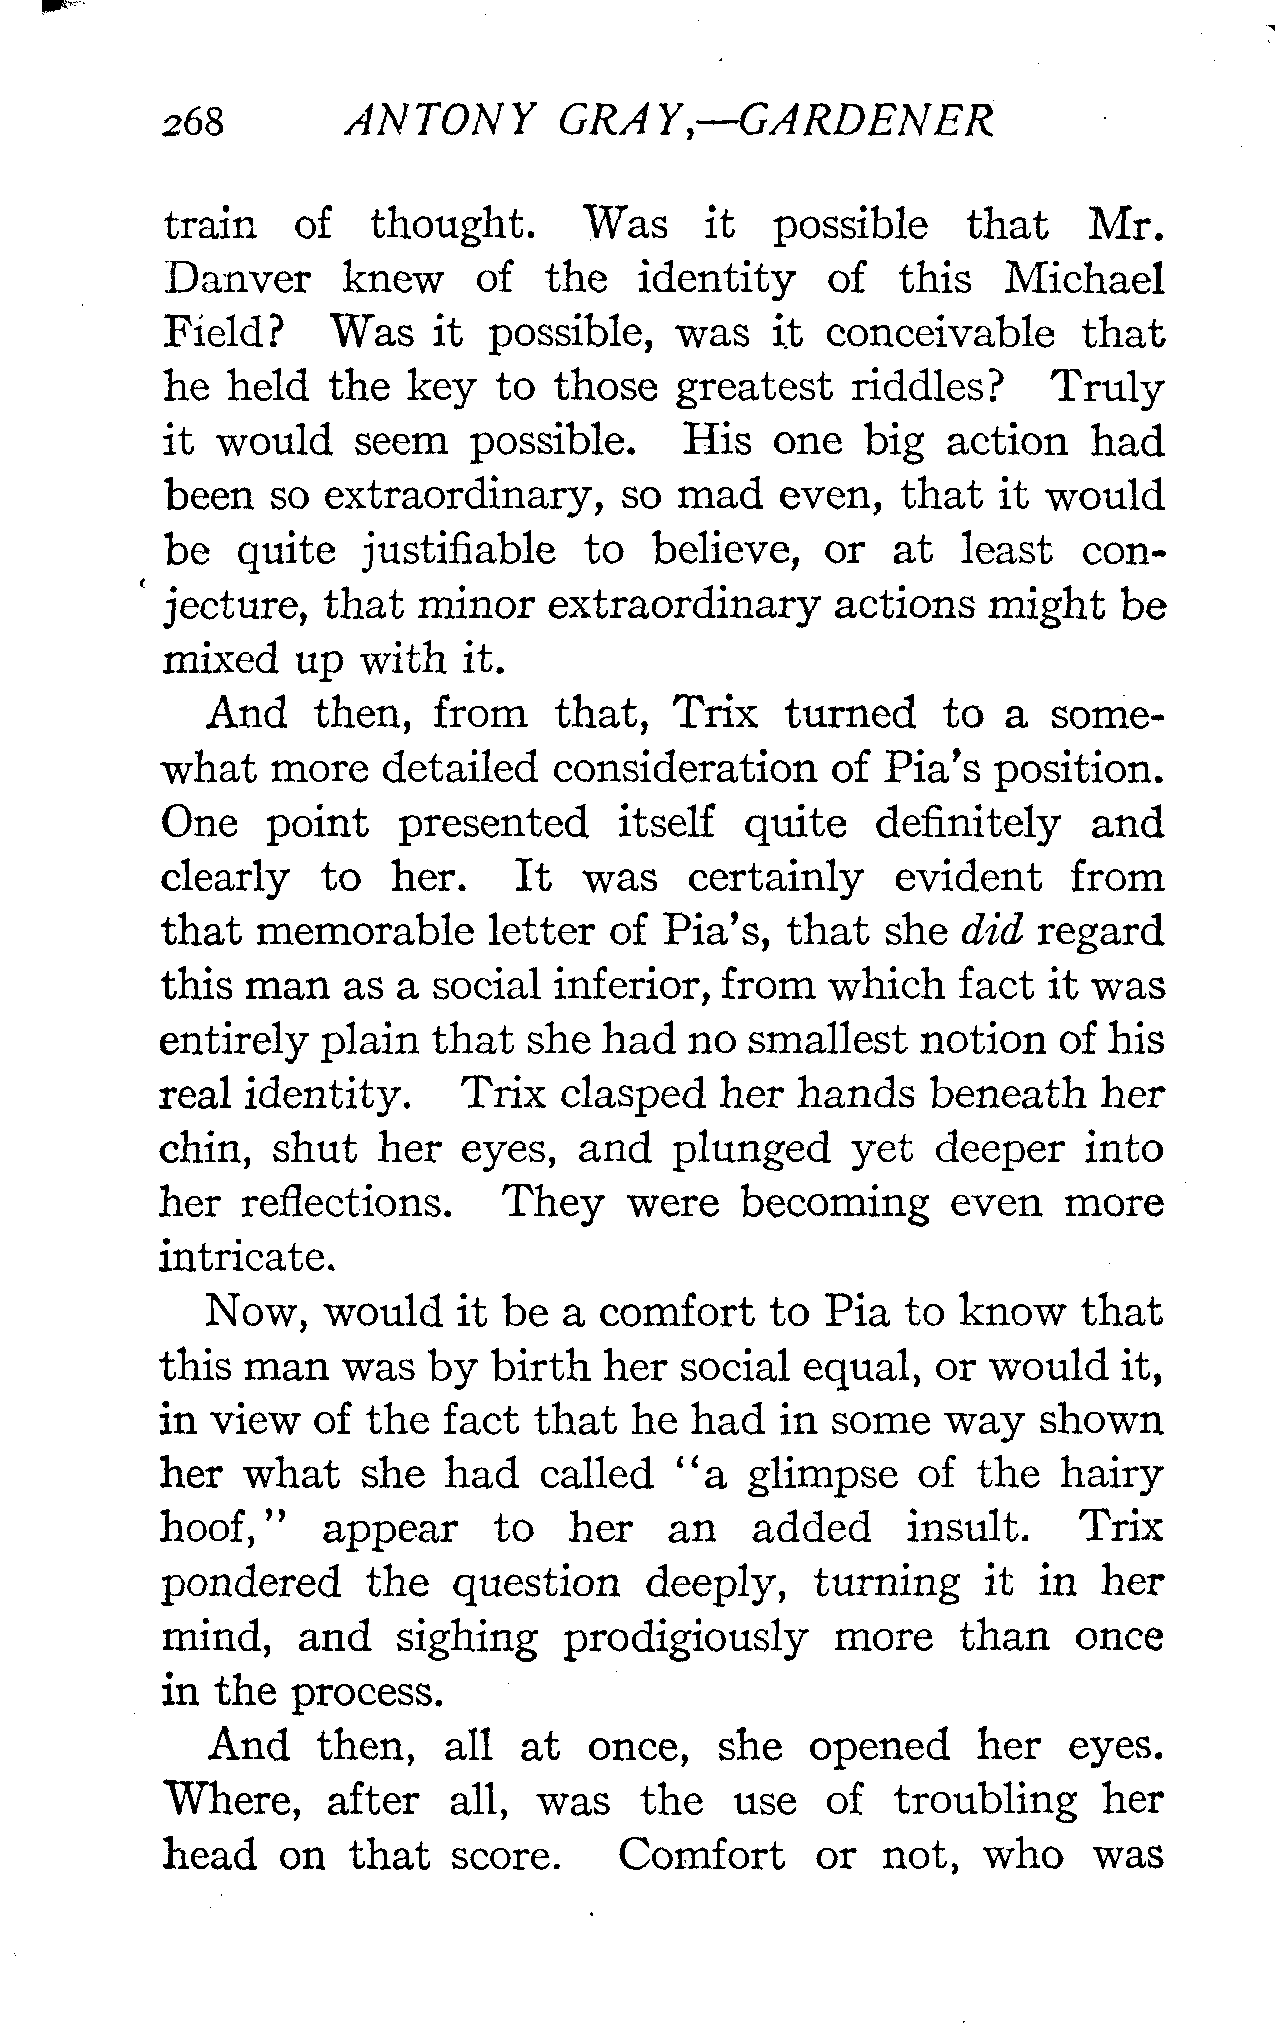 268 ANTONY GRAY,—GARDENER
train of thought. Was it possible that Mr.
Danver knew of the identity of this Michael
Field? Was it possible, was it conceivable that
he held the key to those greatest riddles? Truly
it would seem possible. His one big action had
been so extraordinary, so mad even, that it would
be quite justifiable to believe, or at least con-
jecture, that minor extraordinary actions might be
mixed up with it.
And then, from that, Trix turned to a some-
what more detailed consideration of Pia's position.
One point presented itself quite definitely and
clearly to her. It was certainly evident from
that memorable letter of Pia's, that she did regard
this man as a social inferior, from which fact it was
entirely plain that she had no smallest notion of his
real identity. Trix clasped her hands beneath her
chin, shut her eyes, and plunged yet deeper into
her reflections. They were becoming even more
intricate.
Now, would it be a comfort to Pia to know that
this man was by birth her social equal, or would it,
in view of the fact that he had in some way shown
her what she had called "a glimpse of the hairy
hoof," appear to her an added insult. Trix
pondered the question deeply, turning it in her
mind, and sighing prodigiously more than once
in the process.
And then, all at once, she opened her eyes.
Where, after all, was the use of troubling her
head on that score. Comfort or not, who was